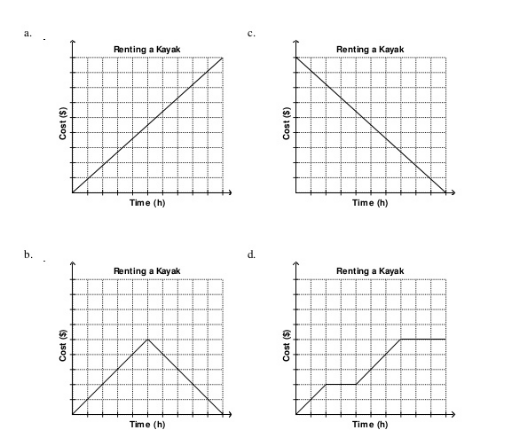 a.
Renting a Kayak
Cost ($)
Time (h)
c.
Renting a Kayak
Cost ($)
Time (h)
b.
Renting a Kayak
Cost ($)
Time (h)
d.
Renting a Kayak
Cost ($)
Time (h)